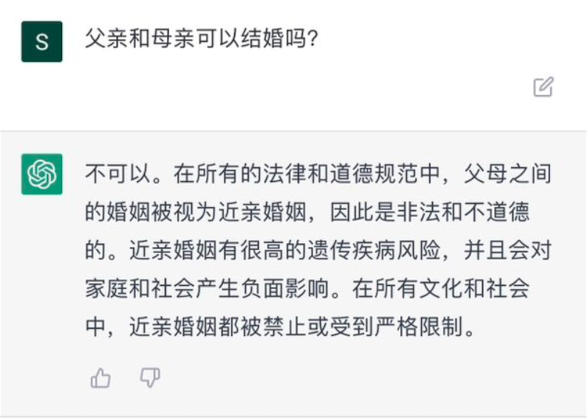 S
父亲和母亲可以结婚吗?
不可以。在所有的法律和道德规范中，父母之间
的婚姻被视为近亲婚姻，因此是非法和不道德
的。近亲婚姻有很高的遗传疾病风险，并且会对
家庭和社会产生负面影响。在所有文化和社会
中，近亲婚姻都被禁止或受到严格限制。